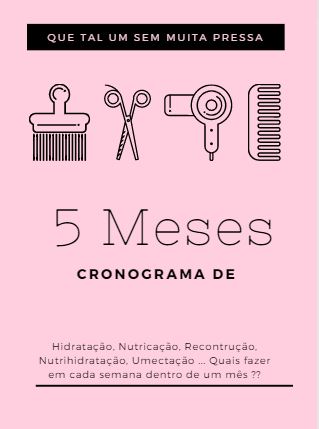 QUE TAL UM SEM MUITA PRESSA
5 Meses
CRONOGRAMA DE
Hidratação, Nutricação, Recontrução,
Nutrihidratação, Umectação ... Quais fazer
em cada semana dentro de um mês ??